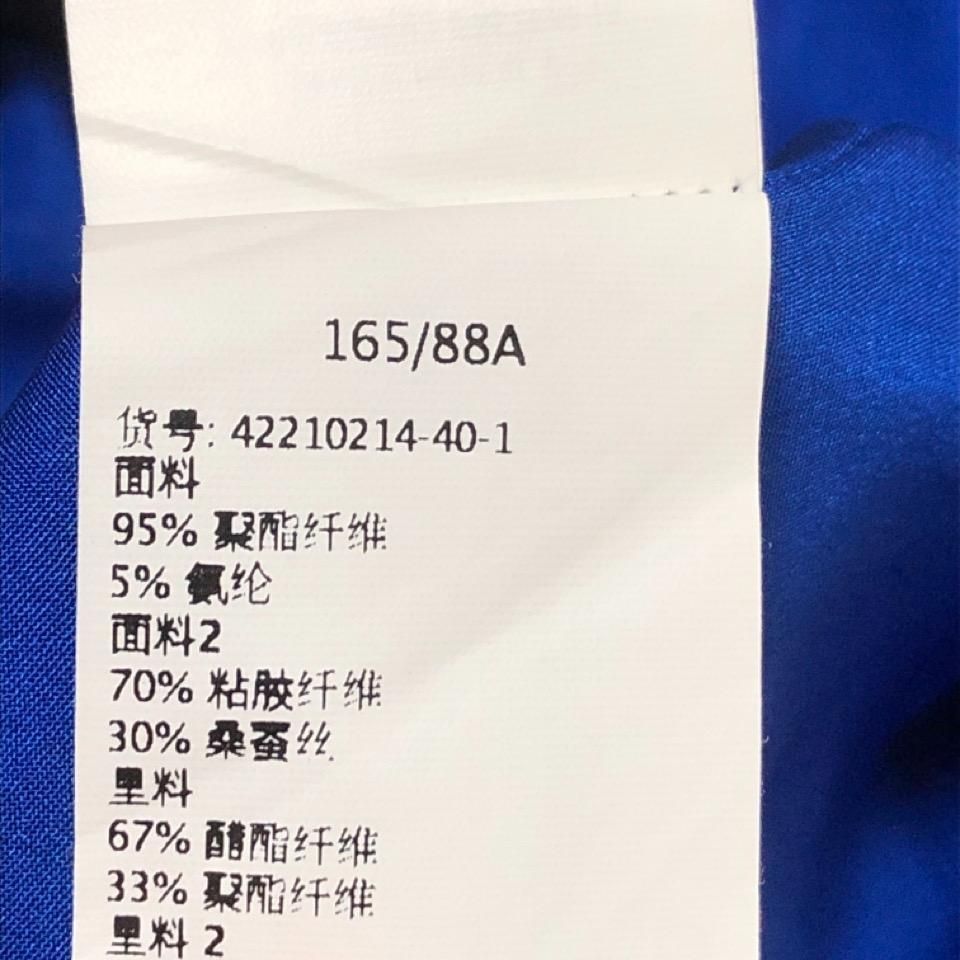 165/88A
货号: 42210214-40-1
面料
95% 聚酯纤维
5% 氨纶
面料2
70% 粘胶纤维
30% 桑蚕丝
里料
67% 醋酯纤维
33% 聚酯纤维
里料 2